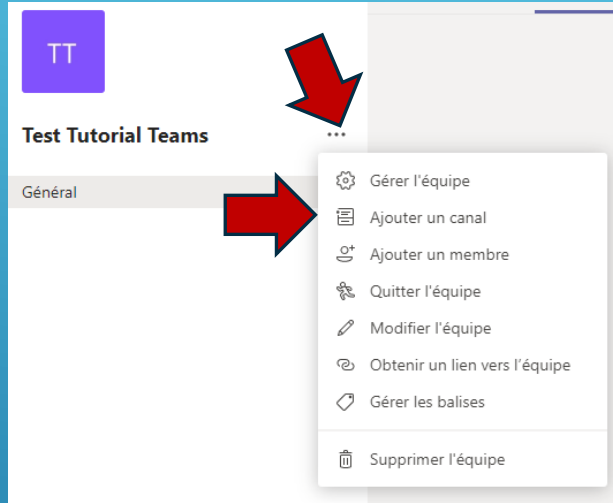 TT
Test Tutorial Teams
...
Général
Gérer l'équipe
Ajouter un canal
Ajouter un membre
Quitter l'équipe
Modifier l'équipe
Obtenir un lien vers l'équipe
Gérer les balises
Supprimer l'équipe